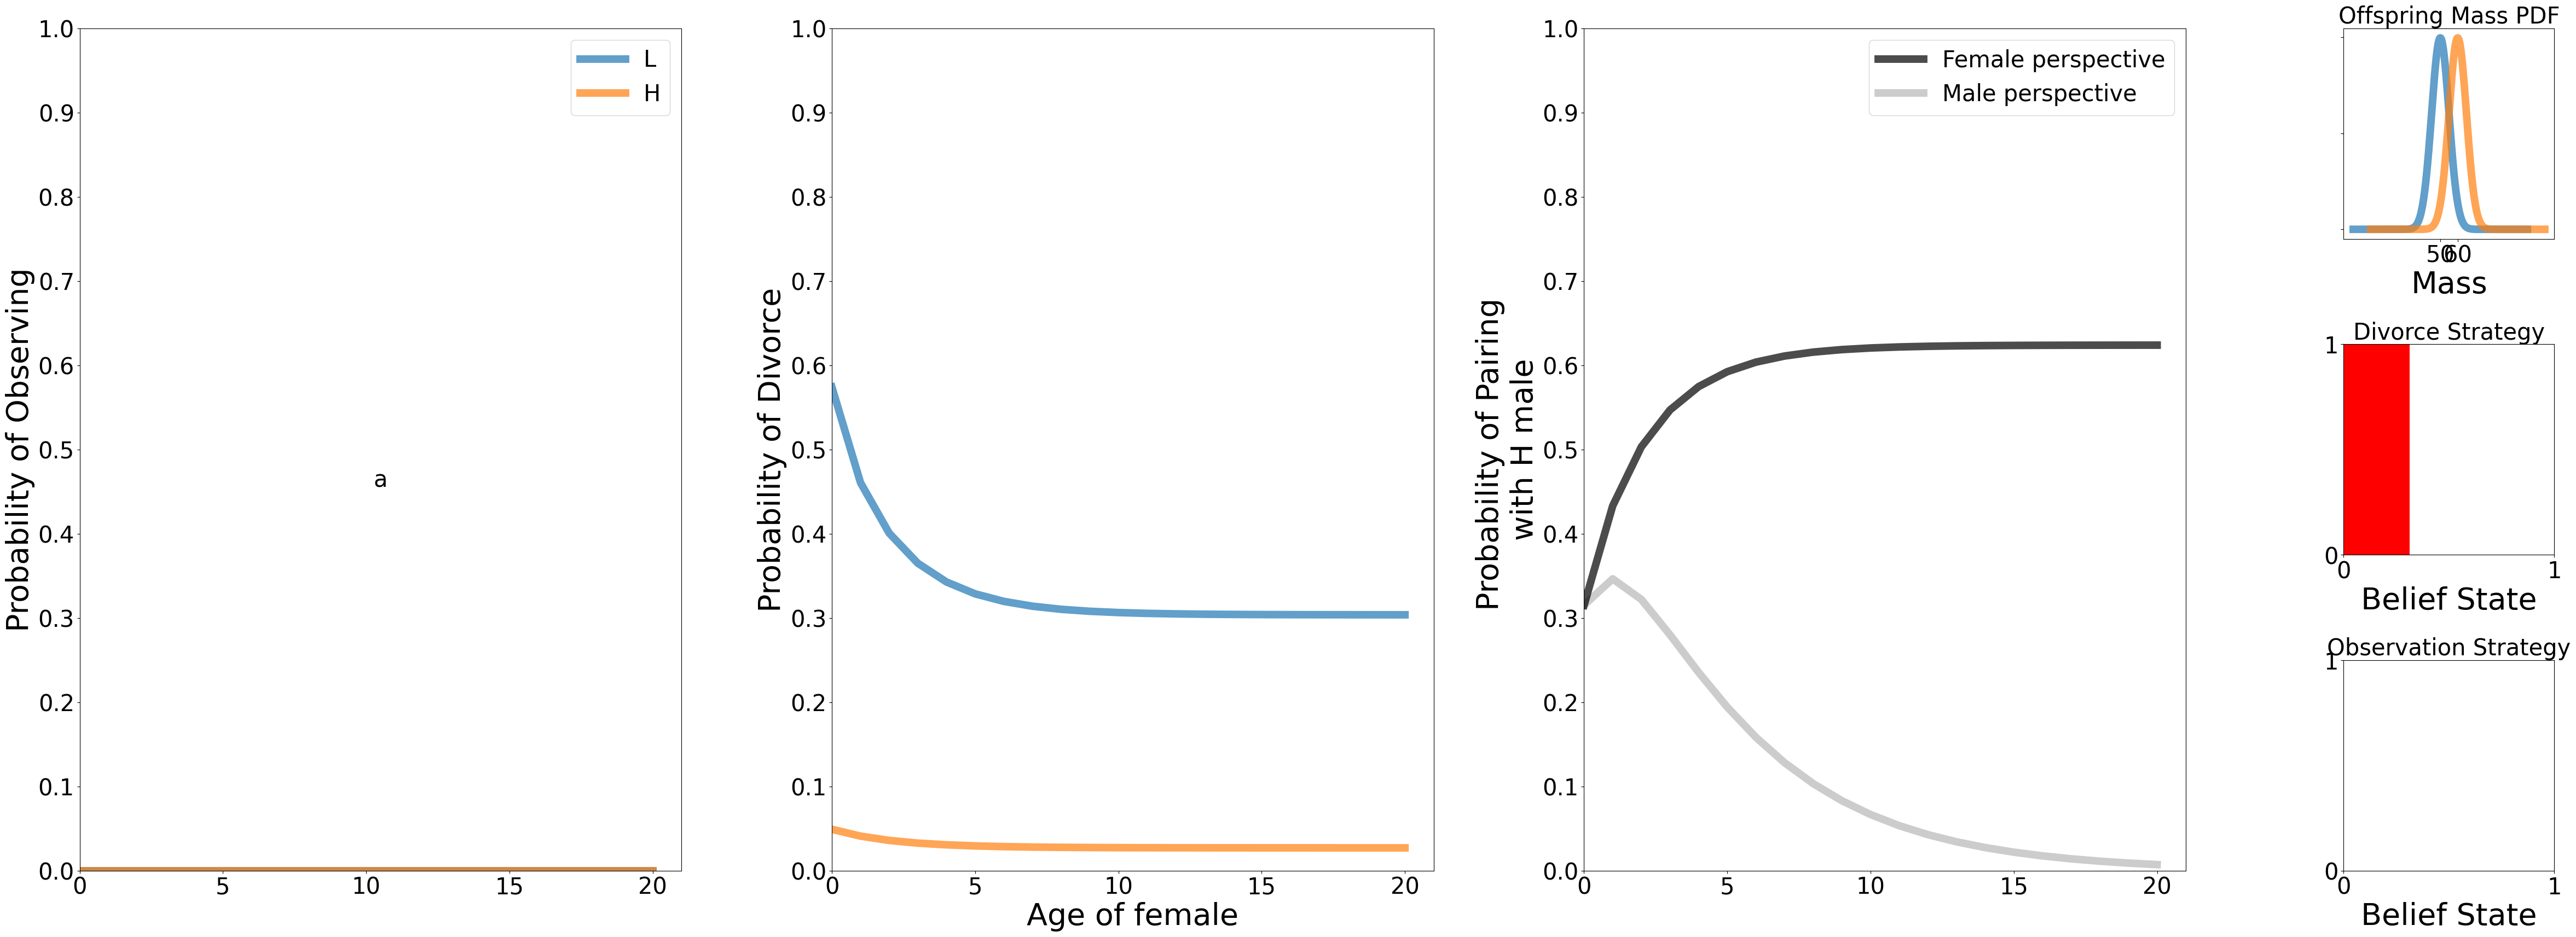 Probability of Observing
1.0
0.9
0.8
0.7
0.6
0.5
0.4
0.3
0.2
0.1
0.0
0 5 10 15 20
L
H
a
Probability of Divorce
1.0
0.9
0.8
0.7
0.6
0.5
0.4
0.3
0.2
0.1
0.0
0 5 10 15 20
Age of female
Probability of Pairing
with H male
1.0
0.9
0.8
0.7
0.6
0.5
0.4
0.3
0.2
0.1
0.0
0 5 10 15 20
Female perspective
Male perspective
Offspring Mass PDF
50 60
Mass
Divorce Strategy
1
0
0 1
Belief State
Observation Strategy
1
0
0 1
Belief State